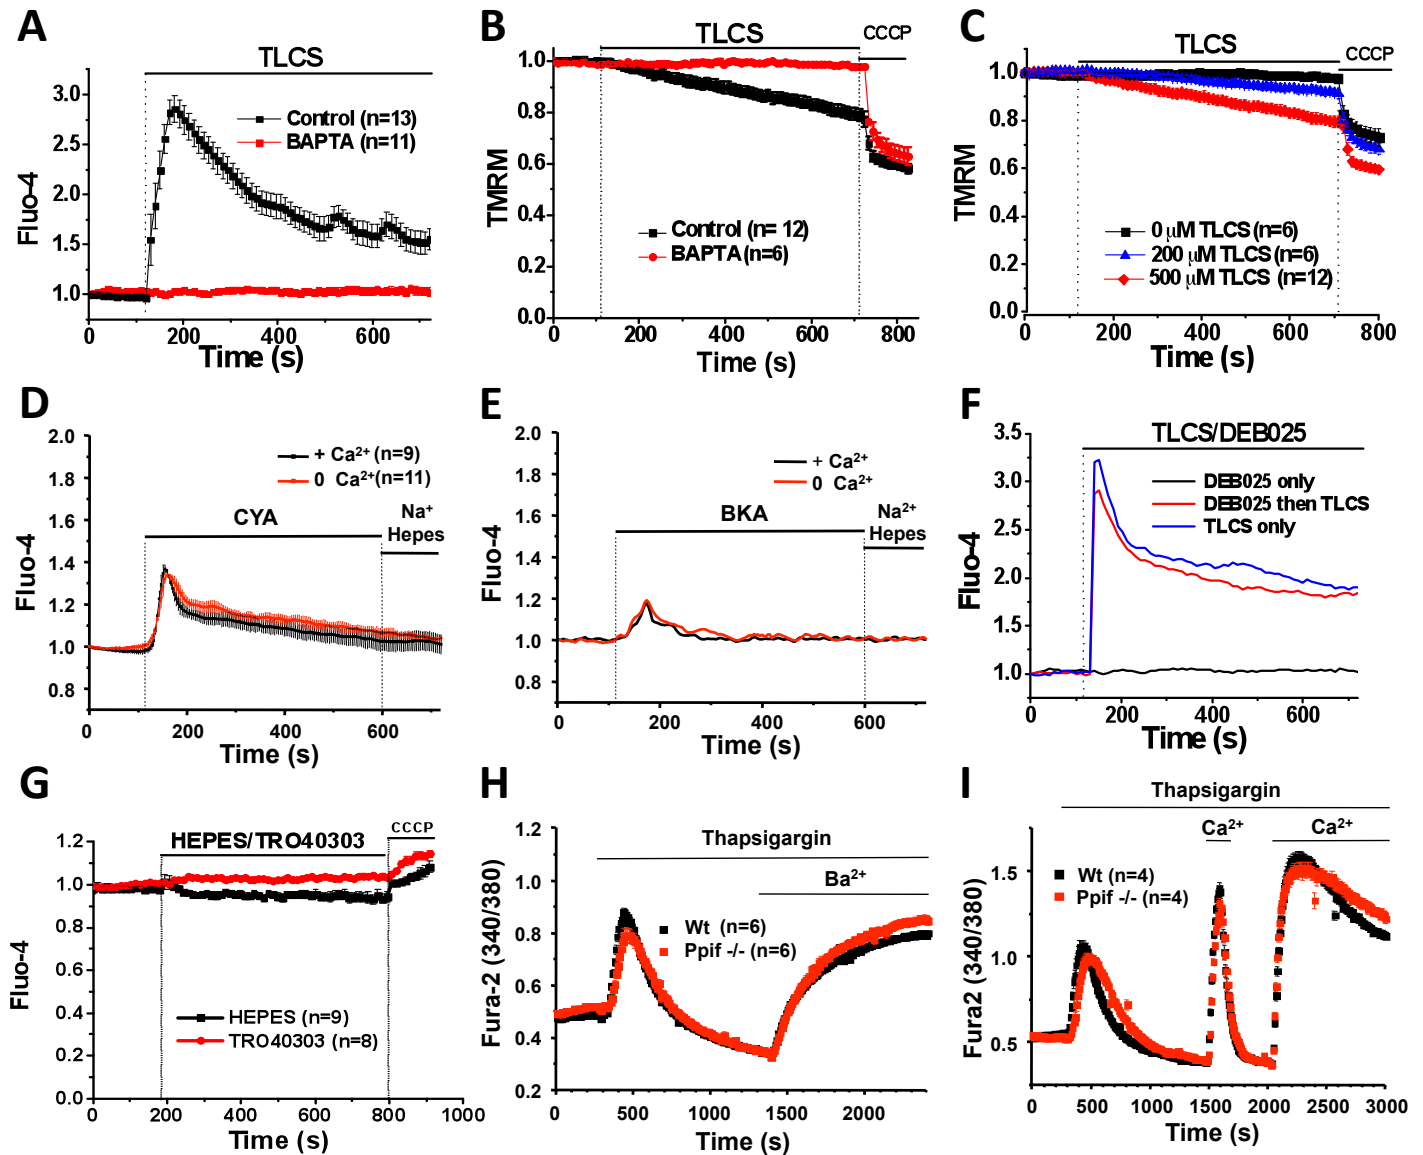 A
TLCS
Control (n=13)
BAPTA (n=11)
Fluo-4
3.0
2.5
2.0
1.5
1.0
0
200
400
600
Time (s)
B
TLCS
CCCP
TMRM
1.0
0.8
0.6
0.4
0.2
0.0
Control (n= 12)
BAPTA(n=6)
0
200
400
600
800
Time (s)
C
TLCS
CCCP
TMRM
1.0
0.8
0.6
0.4
0.2
0.0
0 μM TLCS (n=6)
200 μM TLCS (n=6)
500 μM TLCS (n=12)
0
200
400
600
800
Time (s)
D
+ Ca²⁺ (n=9)
0 Ca²⁺(n=11)
CYA
Na⁺
Hepes
Fluo-4
2.0
1.8
1.6
1.4
1.2
1.0
0.8
0
200
400
600
Time (s)
E
+ Ca²⁺
0 Ca²⁺
BKA
Na²⁺
Hepes
Fluo-4
2.0
1.8
1.6
1.4
1.2
1.0
0.8
0
200
400
600
Time (s)
F
TLCS/DEB025
DEB025 only
DEB025 then TLCS
TLCS only
Fluo-4
3.5
3.0
2.5
2.0
1.5
1.0
0
200
400
600
Time (s)
G
HEPES/TRO40303
CCCP
Fluo-4
1.2
1.0
0.8
0.6
0.4
0.2
0.0
HEPES (n=9)
TRO40303 (n=8)
0
200
400
600
800
1000
Time (s)
H
Thapsigargin
Ba²⁺
Wt (n=6)
Ppif -/- (n=6)
Fura-2 (340/380)
1.2
1.0
0.8
0.6
0.4
0.2
0
500
1000
1500
2000
Time (s)
I
Thapsigargin
Ca²⁺
Ca²⁺
Wt (n=4)
Ppif -/- (n=4)
Fura2 (340/380)
1.5
1.0
0.5
0
500
1000
1500
2000
2500
3000
Time (s)